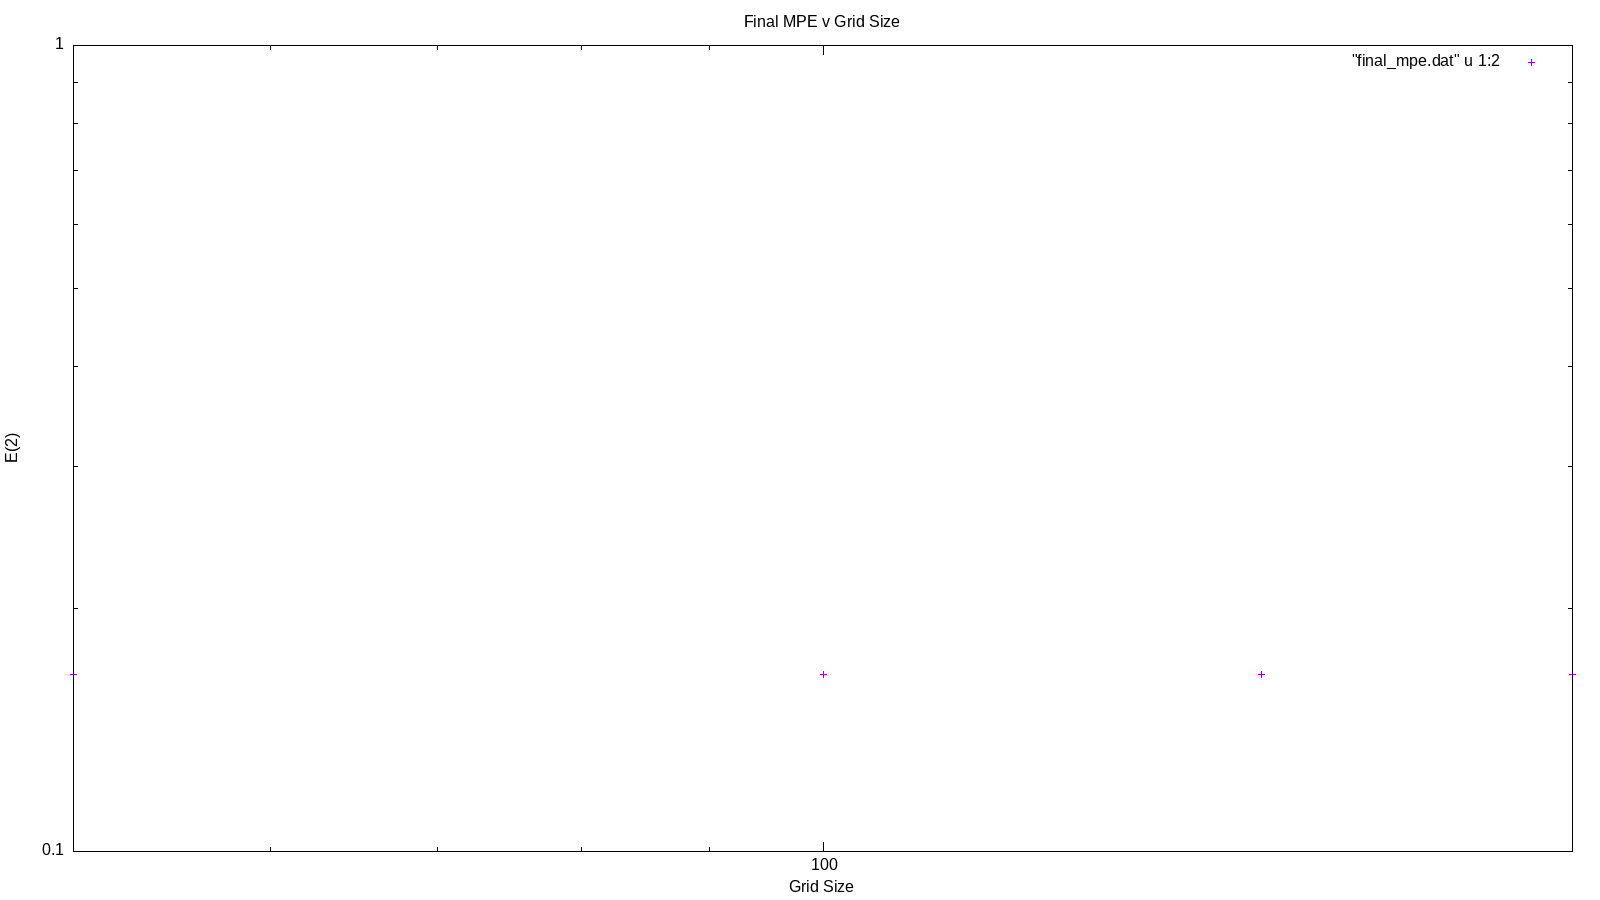 Final MPE v Grid Size
1
"final_mpe.dat" u 1:2
E(2)
0.1
100
Grid Size